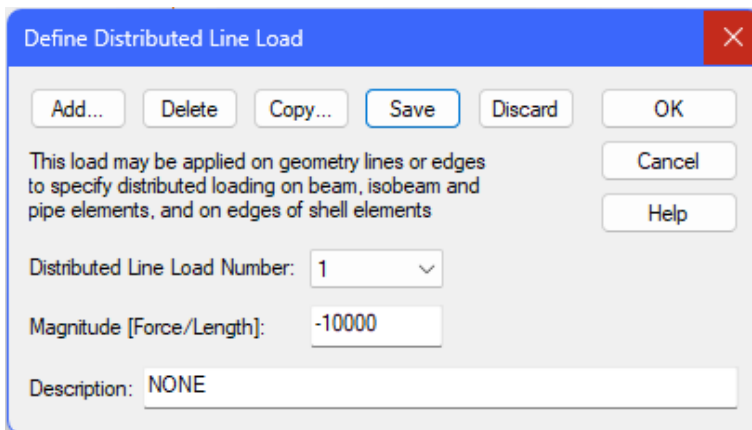 Define Distributed Line Load
Add... Delete Copy... Save Discard OK
This load may be applied on geometry lines or edges
to specify distributed loading on beam, isobeam and
pipe elements, and on edges of shell elements
Cancel
Help
Distributed Line Load Number: 1
Magnitude [Force/Length]: -10000
Description: NONE